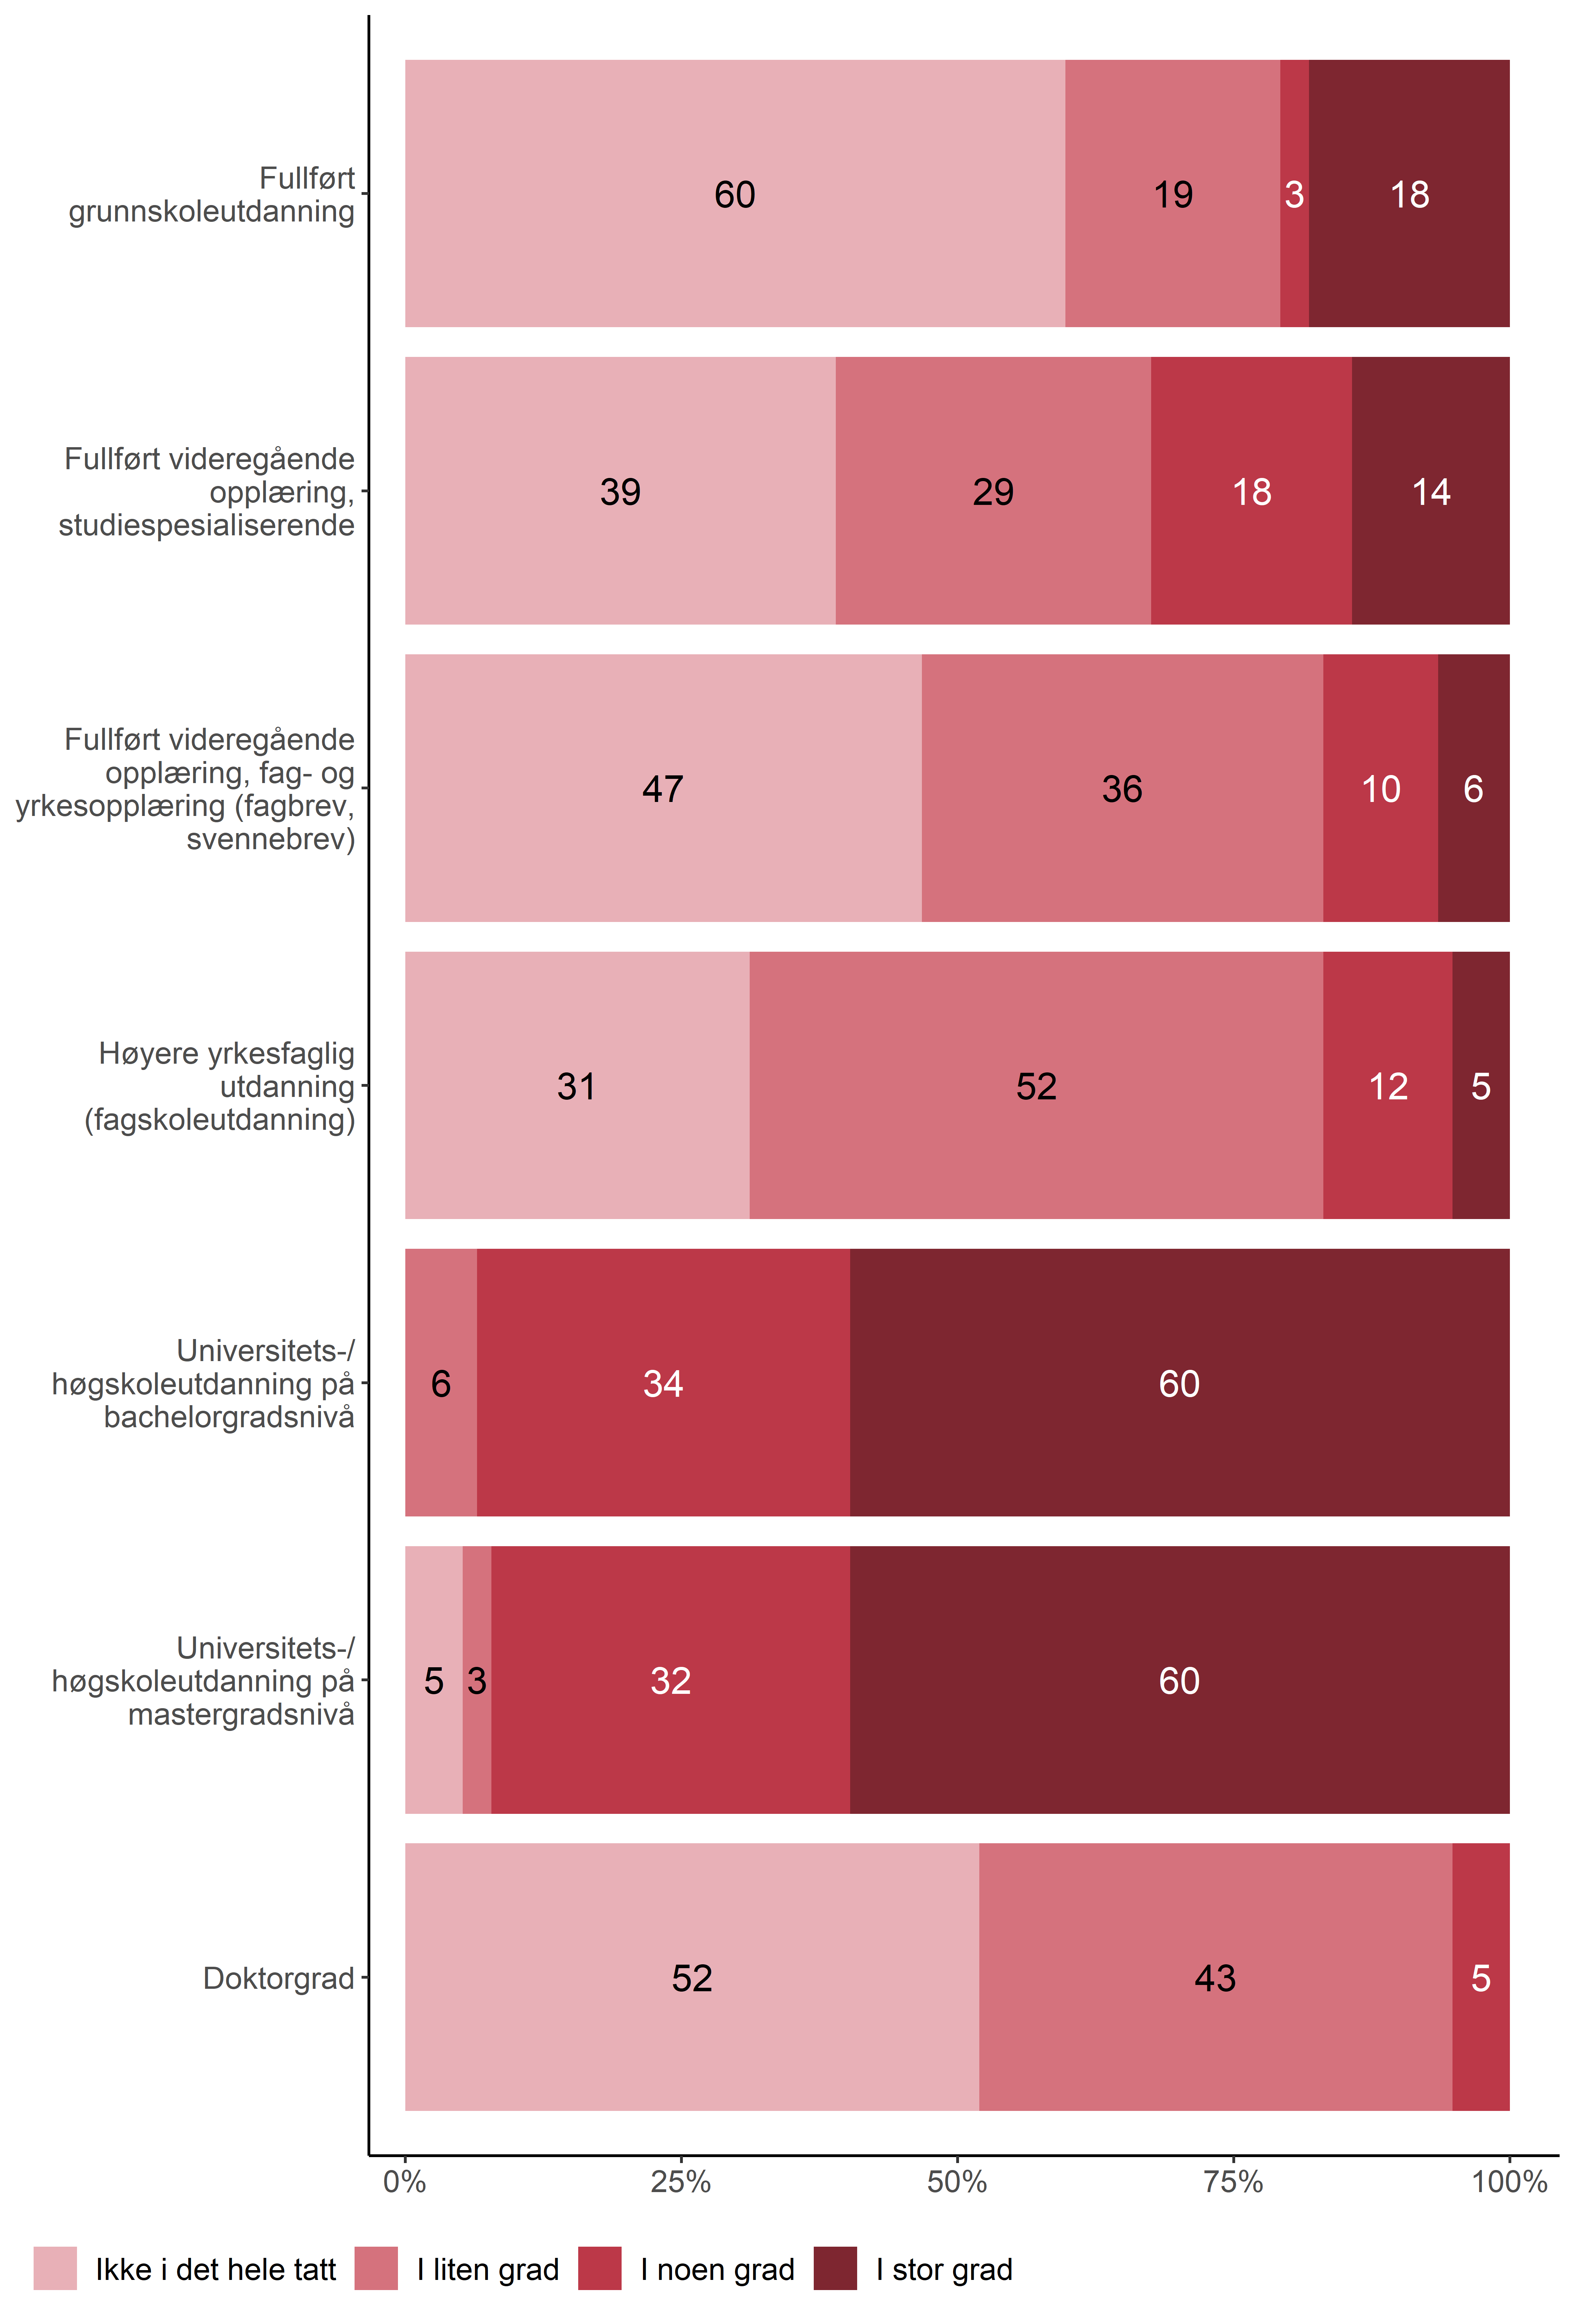 Fullført
grunnskoleutdanning
60
19
3
18
Fullført videregående
opplæring,
studiespesialiserende
39
29
18
14
Fullført videregående
opplæring, fag- og
yrkesopplæring (fagbrev,
svennebrev)
47
36
10
6
Høyere yrkesfaglig
utdanning
(fagskoleutdanning)
31
52
12
5
Universitets-/
høgskoleutdanning på
bachelorgradsnivå
6
34
60
Universitets-/
høgskoleutdanning på
mastergradsnivå
5
3
32
60
Doktorgrad
52
43
5
0%
25%
50%
75%
100%
Ikke i det hele tatt
I liten grad
I noen grad
I stor grad